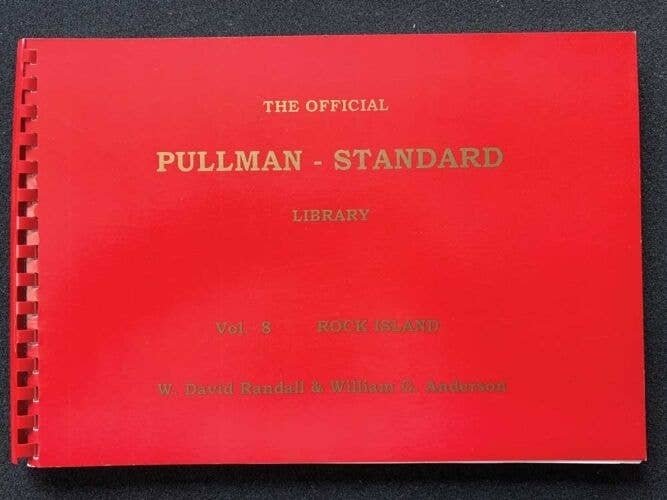 THE OFFICIAL
PULLMAN - STANDARD
LIBRARY
Vol. 8 ROCK ISLAND
W. David Randall & William G. Anderson